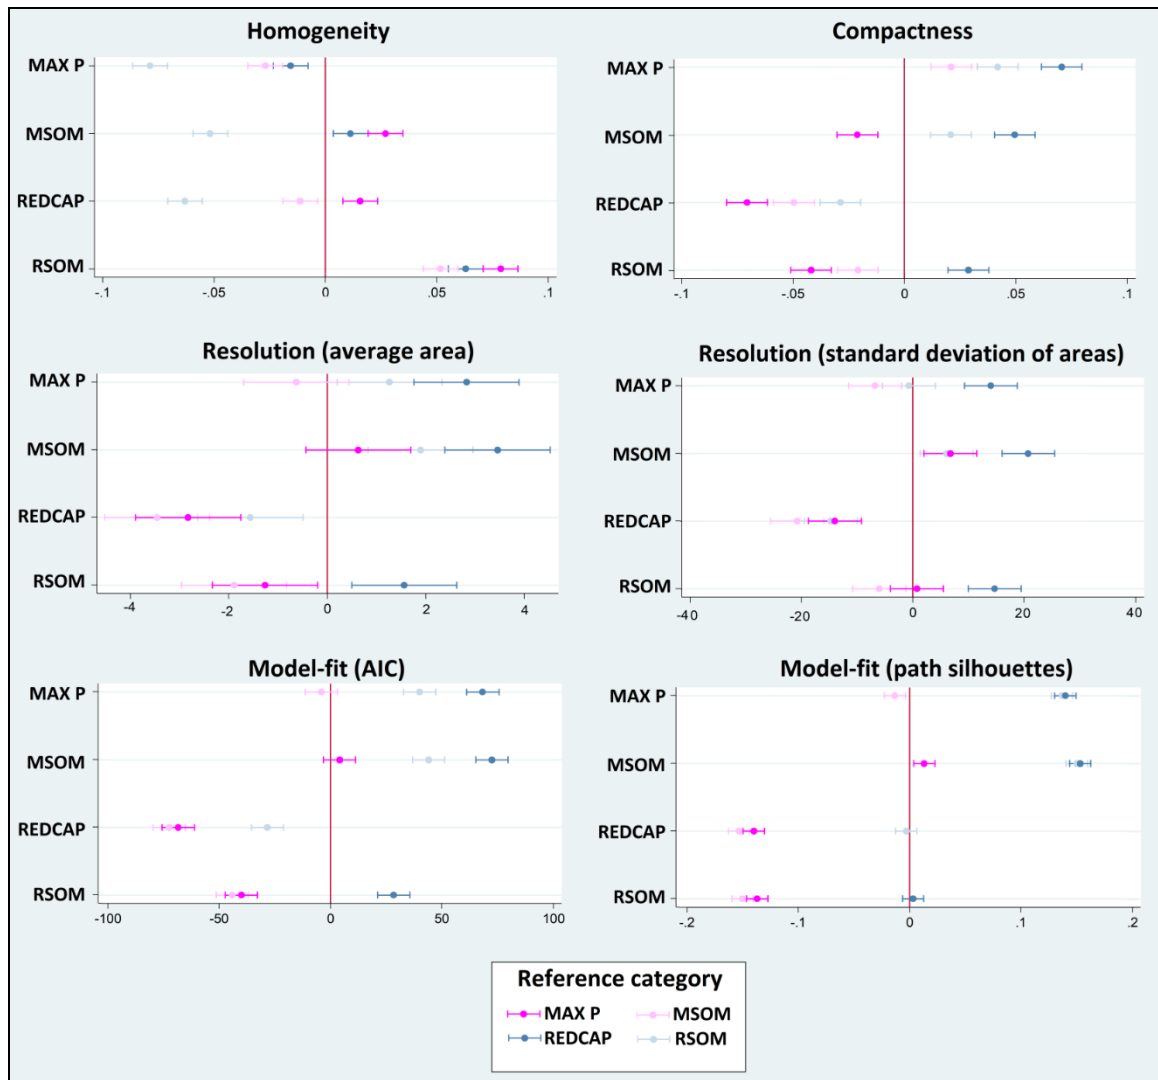 Homogeneity
MAX P
MSOM
REDCAP
RSOM
-.1 -.05 0 .05 .1
Compactness
MAX P
MSOM
REDCAP
RSOM
-.1 -.05 0 .05 .1
Resolution (average area)
MAX P
MSOM
REDCAP
RSOM
-4 -2 0 2 4
Resolution (standard deviation of areas)
MAX P
MSOM
REDCAP
RSOM
-40 -20 0 20 40
Model-fit (AIC)
MAX P
MSOM
REDCAP
RSOM
-100 -50 0 50 100
Model-fit (path silhouettes)
MAX P
MSOM
REDCAP
RSOM
-.2 -.1 0 .1 .2
Reference category
MAX P MSOM
REDCAP RSOM